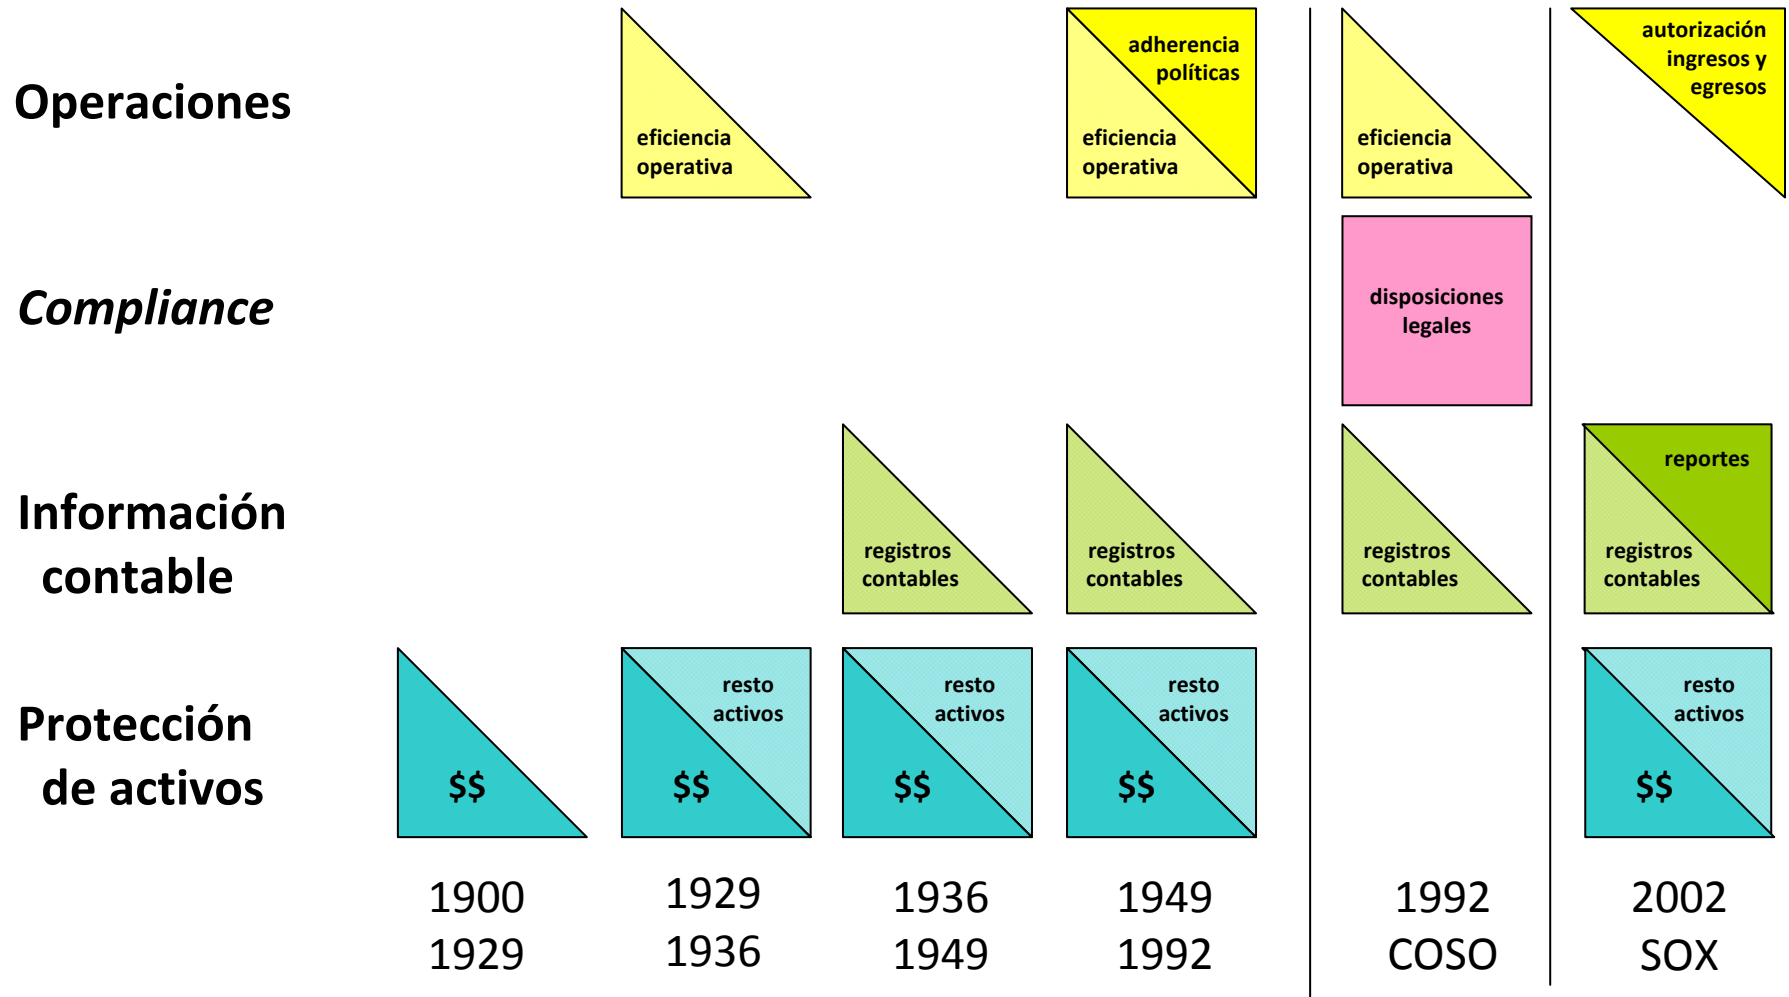 Operaciones
eficiencia
operativa
adherencia
políticas
eficiencia
operativa
eficiencia
operativa
autorización
ingresos y
egresos
Compliance
disposiciones
legales
Información
contable
registros
contables
registros
contables
registros
contables
reportes
registros
contables
Protección
de activos
$$
resto
activos
$$
resto
activos
$$
resto
activos
$$
resto
activos
$$
1900
1929
1929
1936
1936
1949
1949
1992
1992
COSO
2002
SOX